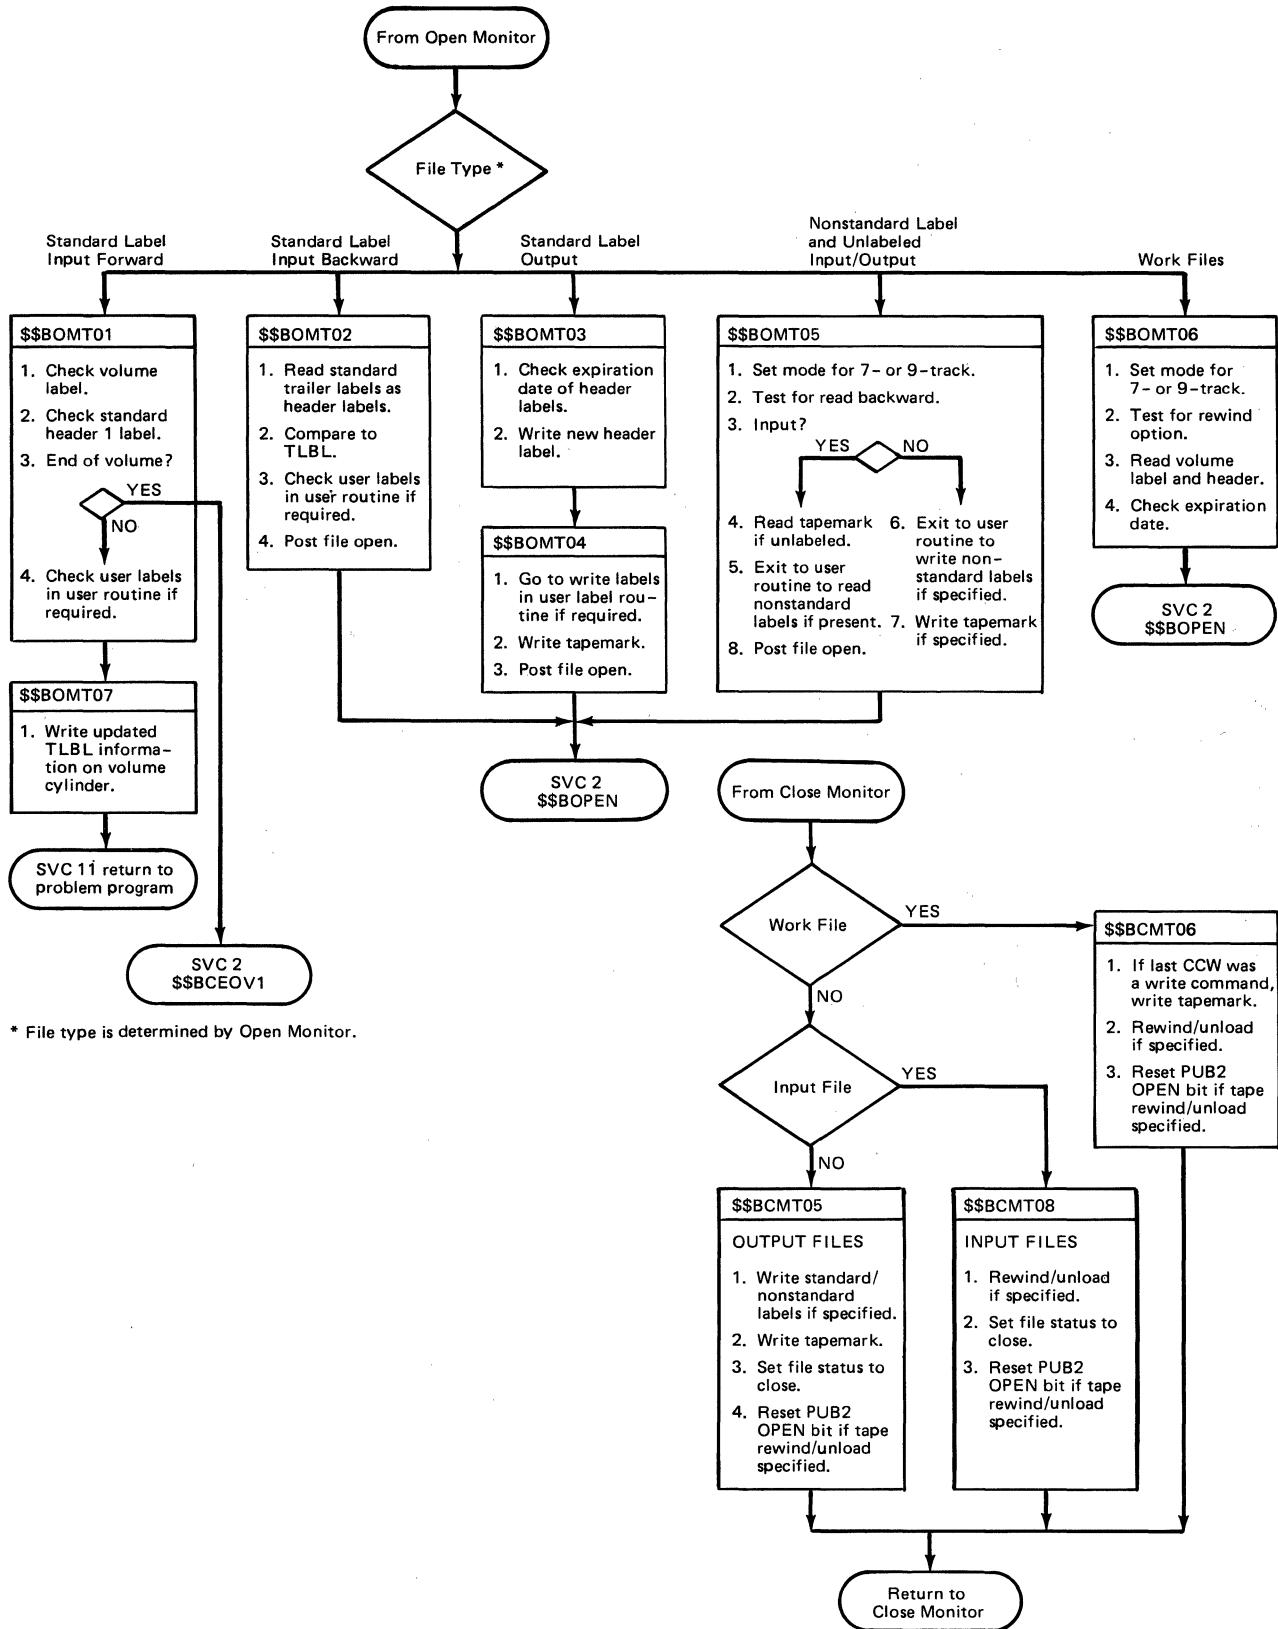 From Open Monitor
File Type *
Standard Label
Input Forward
Standard Label
Input Backward
Standard Label
Output
Nonstandard Label
and Unlabeled
Input/Output
Work Files
$$BOMT01
1. Check volume
label.
2. Check standard
header 1 label.
3. End of volume?
YES
NO
4. Check user labels
in user routine if
required.
$$BOMT07
1. Write updated
TLBL informa-
tion on volume
cylinder.
SVC 11 return to
problem program
SVC 2
$$BCEOV1
$$BOMT02
1. Read standard
trailer labels as
header labels.
2. Compare to
TLBL.
3. Check user labels
in user routine if
required.
4. Post file open.
$$BOMT03
1. Check expiration
date of header
labels.
2. Write new header
label.
$$BOMT04
1. Go to write labels
in user label rou-
tine if required.
2. Write tapemark.
3. Post file open.
SVC 2
$$BOPEN
$$BOMT05
1. Set mode for 7- or 9-track.
2. Test for read backward.
3. Input?
YES
NO
4. Read tapemark
if unlabeled.
5. Exit to user
routine to read
nonstandard
labels if present.
6. Exit to user
routine to
write non-
standard labels
if specified.
7. Write tapemark
if specified.
8. Post file open.
$$BOMT06
1. Set mode for
7- or 9-track.
2. Test for rewind
option.
3. Read volume
label and header.
4. Check expiration
date.
SVC 2
$$BOPEN
* File type is determined by Open Monitor.
From Close Monitor
Work File
YES
NO
Input File
YES
NO
$$BCMT06
1. If last CCW was
a write command,
write tapemark.
2. Rewind/unload
if specified.
3. Reset PUB2
OPEN bit if tape
rewind/unload
specified.
$$BCMT05
OUTPUT FILES
1. Write standard/
nonstandard
labels if specified.
2. Write tapemark.
3. Set file status to
close.
4. Reset PUB2
OPEN bit if tape
rewind/unload
specified.
$$BCMT08
INPUT FILES
1. Rewind/unload
if specified.
2. Set file status to
close.
3. Reset PUB2
OPEN bit if tape
rewind/unload
specified.
Return to
Close Monitor